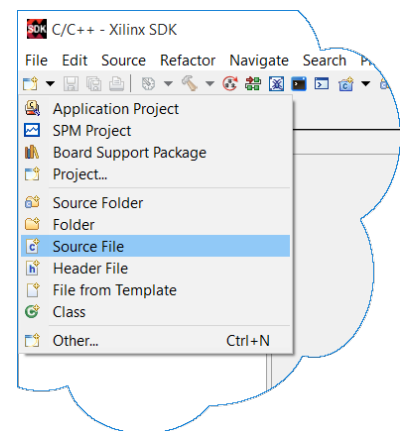 SDK C/C++ - Xilinx SDK
File Edit Source Refactor Navigate Search
Application Project
SPM Project
Board Support Package
Project...
Source Folder
Folder
Source File
Header File
File from Template
Class
Other... Ctrl+N